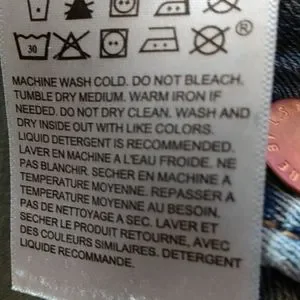 30
®
MACHINE WASH COLD. DO NOT BLEACH.
TUMBLE DRY MEDIUM. WARM IRON IF
NEEDED. DO NOT DRY CLEAN. WASH AND
DRY INSIDE OUT WITH LIKE COLORS.
LIQUID DETERGENT IS RECOMMENDED.
LAVER EN MACHINE A L'EAU FROIDE. NE
PAS BLANCHIR. SECHER EN MACHINE A
TEMPERATURE MOYENNE. REPASSER A
TEMPERATURE MOYENNE AU BESOIN.
PAS DE NETTOYAGE A SEC. LAVER ET
SECHER LE PRODUIT RETOURNE, AVEC
DES COULEURS SIMILAIRES. DETERGENT
LIQUIDE RECOMMANDE.